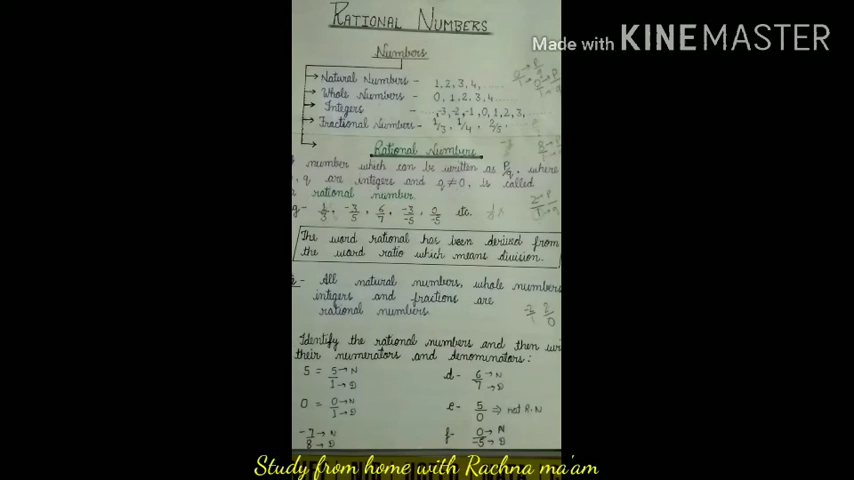 RATIONAL NUMBERS
Made with KINEMASTER
Numbers
Natural Numbers - 1, 2, 3, 4, ......
Whole Numbers - 0, 1, 2, 3, 4 ......
Integers ...... -3, -2, -1, 0, 1, 2, 3,
Fractional Numbers - 1/3, 1/4, 2/5,
Rational Numbers
number which can be written as P/q, where
, q are integers and q≠0, is called
rational number.
1/3, -3/5, 6/7, -3/-5, 0/-5 etc.
The word rational has been derived from
the word ratio which means division.
- All natural numbers, whole numbers
integers and fractions are
rational numbers.
Identify the rational numbers and then
their numerators and denominators:
5 = 5→N/1→D d- 6→N/7→D
0 = 0→N/1→D e- 5/0 ⇒ not R.N
-7→N/8→D f- 0→N/-5→D
Study from home with Rachna ma'am